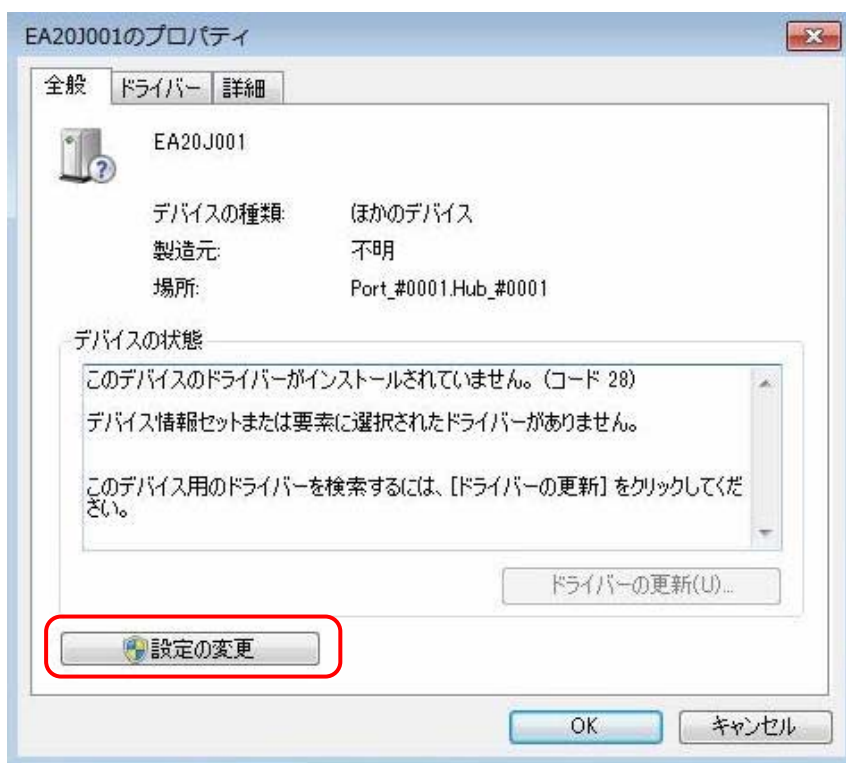 EA20J001のプロパティ
全般 ドライバー 詳細
EA20J001
デバイスの種類: ほかのデバイス
製造元: 不明
場所: Port_#0001.Hub_#0001
デバイスの状態
このデバイスのドライバーがインストールされていません。(コード 28)
デバイス情報セットまたは要素に選択されたドライバーがありません。
このデバイス用のドライバーを検索するには、[ドライバーの更新] をクリックしてくだ
さい。
ドライバーの更新(U)...
設定の変更
OK キャンセル